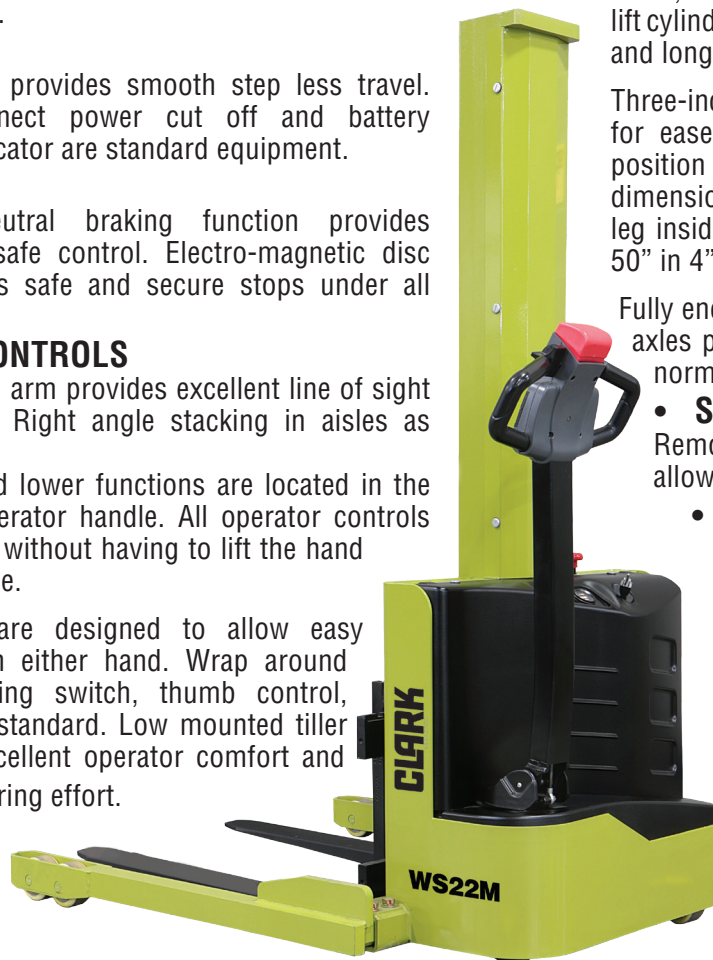 provides smooth step less travel.
nect power cut off and battery
cator are standard equipment.
utral braking function provides
safe control. Electro-magnetic disc
s safe and secure stops under all
ONTROLS
arm provides excellent line of sight
Right angle stacking in aisles as
d lower functions are located in the
erator handle. All operator controls
without having to lift the hand
e.
are designed to allow easy
n either hand. Wrap around
ing switch, thumb control,
standard. Low mounted tiller
cellent operator comfort and
ring effort.
lift cylind
and long
Three-inc
for ease
position
dimensio
leg insid
50” in 4”
Fully enc
axles p
norm
• S
Remo
allow
•
CLARK
WS22M